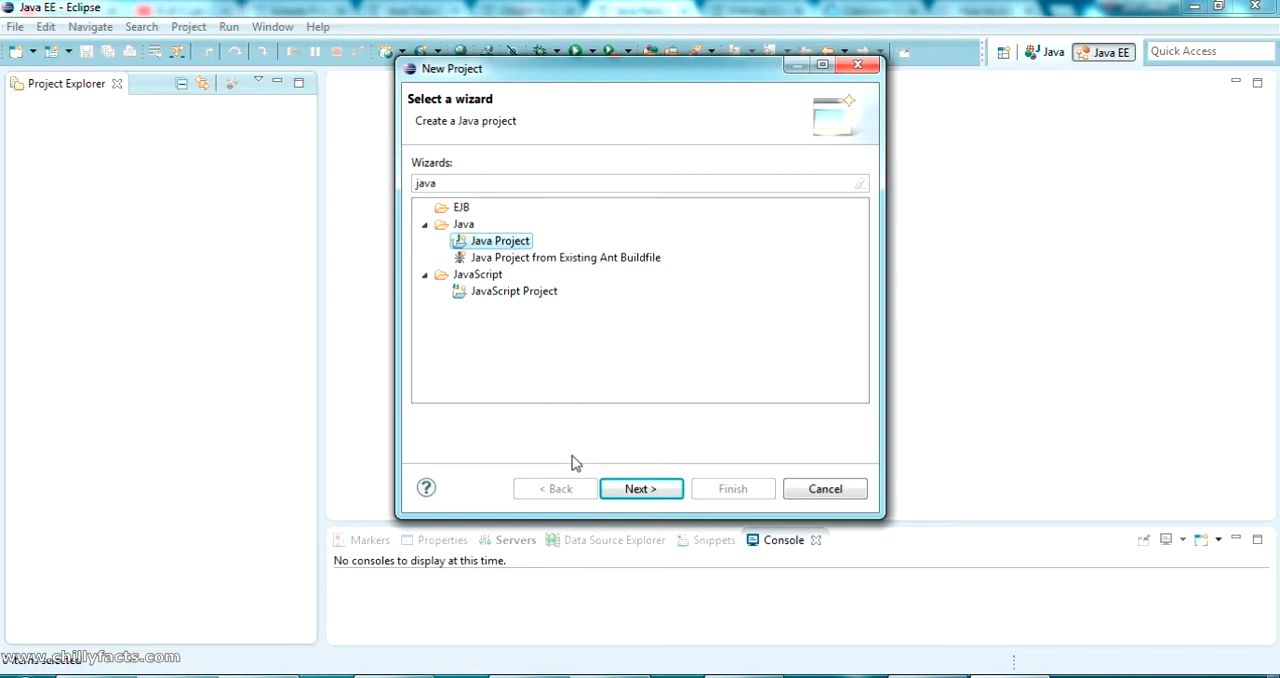 Java EE - Eclipse
File Edit Navigate Search Project Run Window Help
Java Java EE Quick Access
Project Explorer
New Project
Select a wizard
Create a Java project
Wizards:
java
EJB
Java
Java Project
Java Project from Existing Ant Buildfile
JavaScript
JavaScript Project
< Back Next > Finish Cancel
Markers Properties Servers Data Source Explorer Snippets Console
No consoles to display at this time.
www.chillyfacts.com